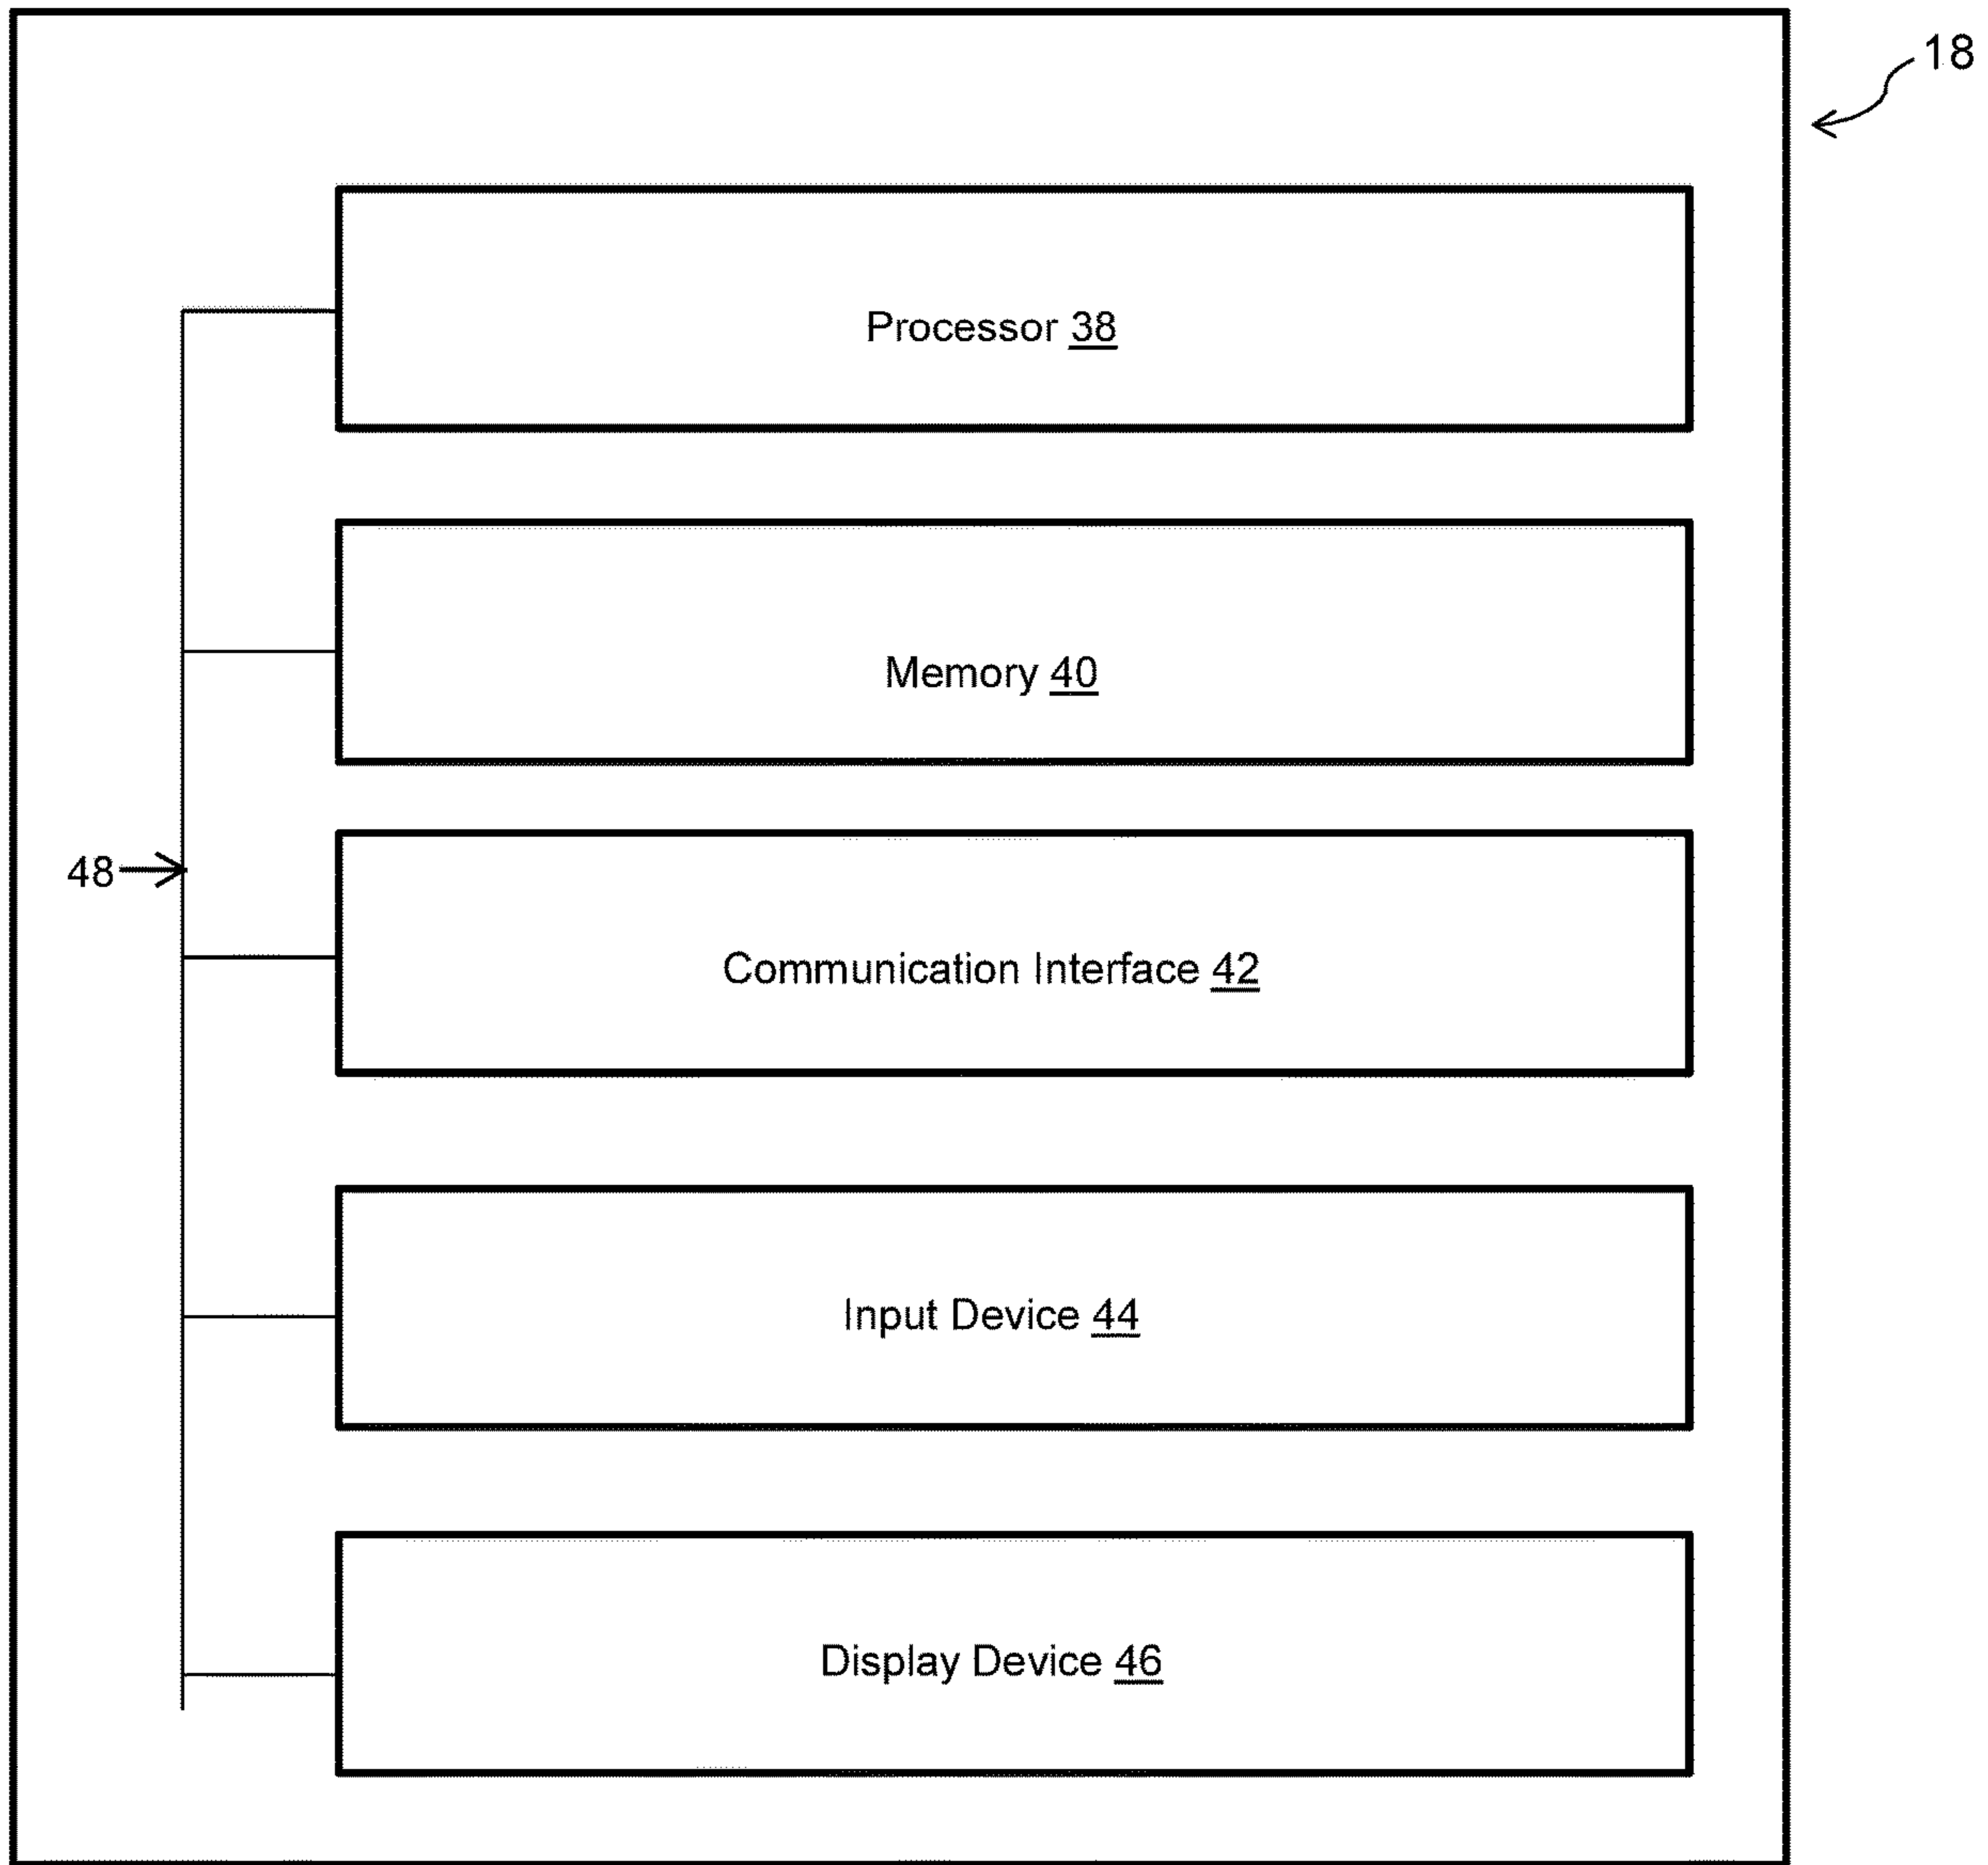 18
Processor 38
Memory 40
48
Communication Interface 42
Input Device 44
Display Device 46